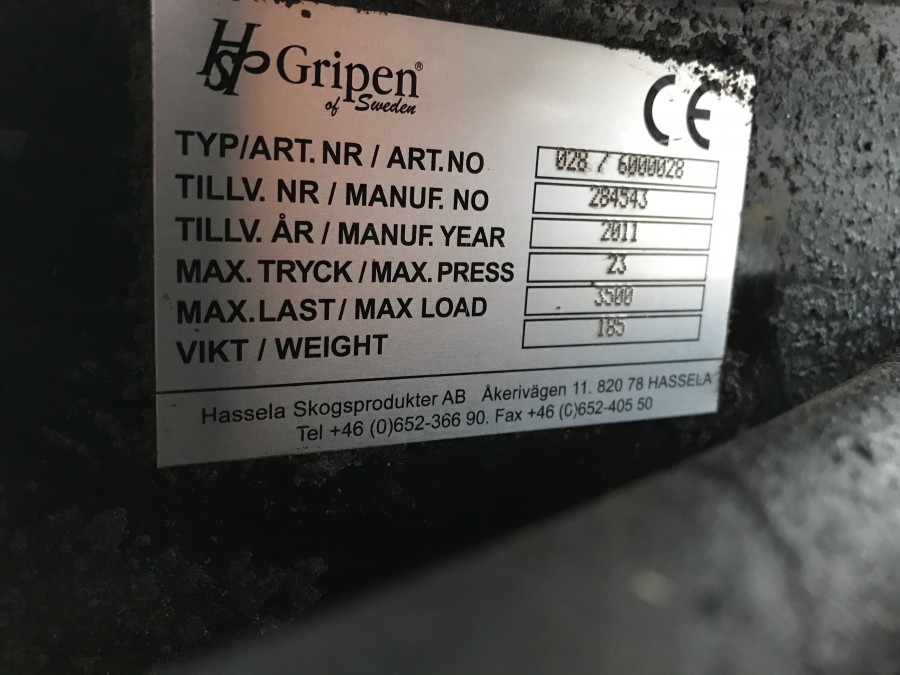 HSP Gripen®
of Sweden
CE
TYP/ART. NR / ART.NO 028 / 6000028
TILLV. NR / MANUF. NO 284543
TILLV. ÅR / MANUF. YEAR 2011
MAX. TRYCK / MAX. PRESS 23
MAX. LAST / MAX LOAD 3500
VIKT / WEIGHT 185
Hassela Skogsprodukter AB Åkerivägen 11. 820 78 HASSELA
Tel +46 (0)652-366 90. Fax +46 (0)652-405 50